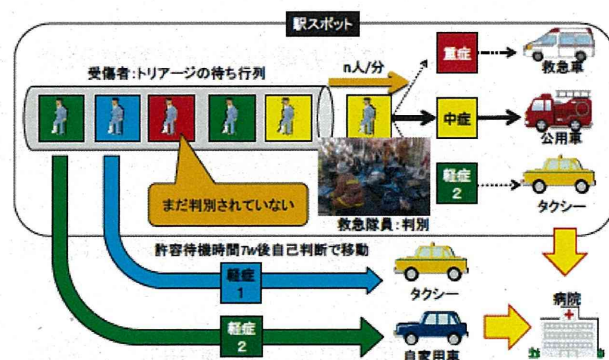 駅スポット
受傷者:トリアージの待ち行列
n人/分
重症
救急車
中症
公用車
まだ判別されていない
救急隊員:判別
軽症
2
タクシー
許容待機時間TW後自己判断で移動
軽症
1
タクシー
病院
軽症
2
自家用車